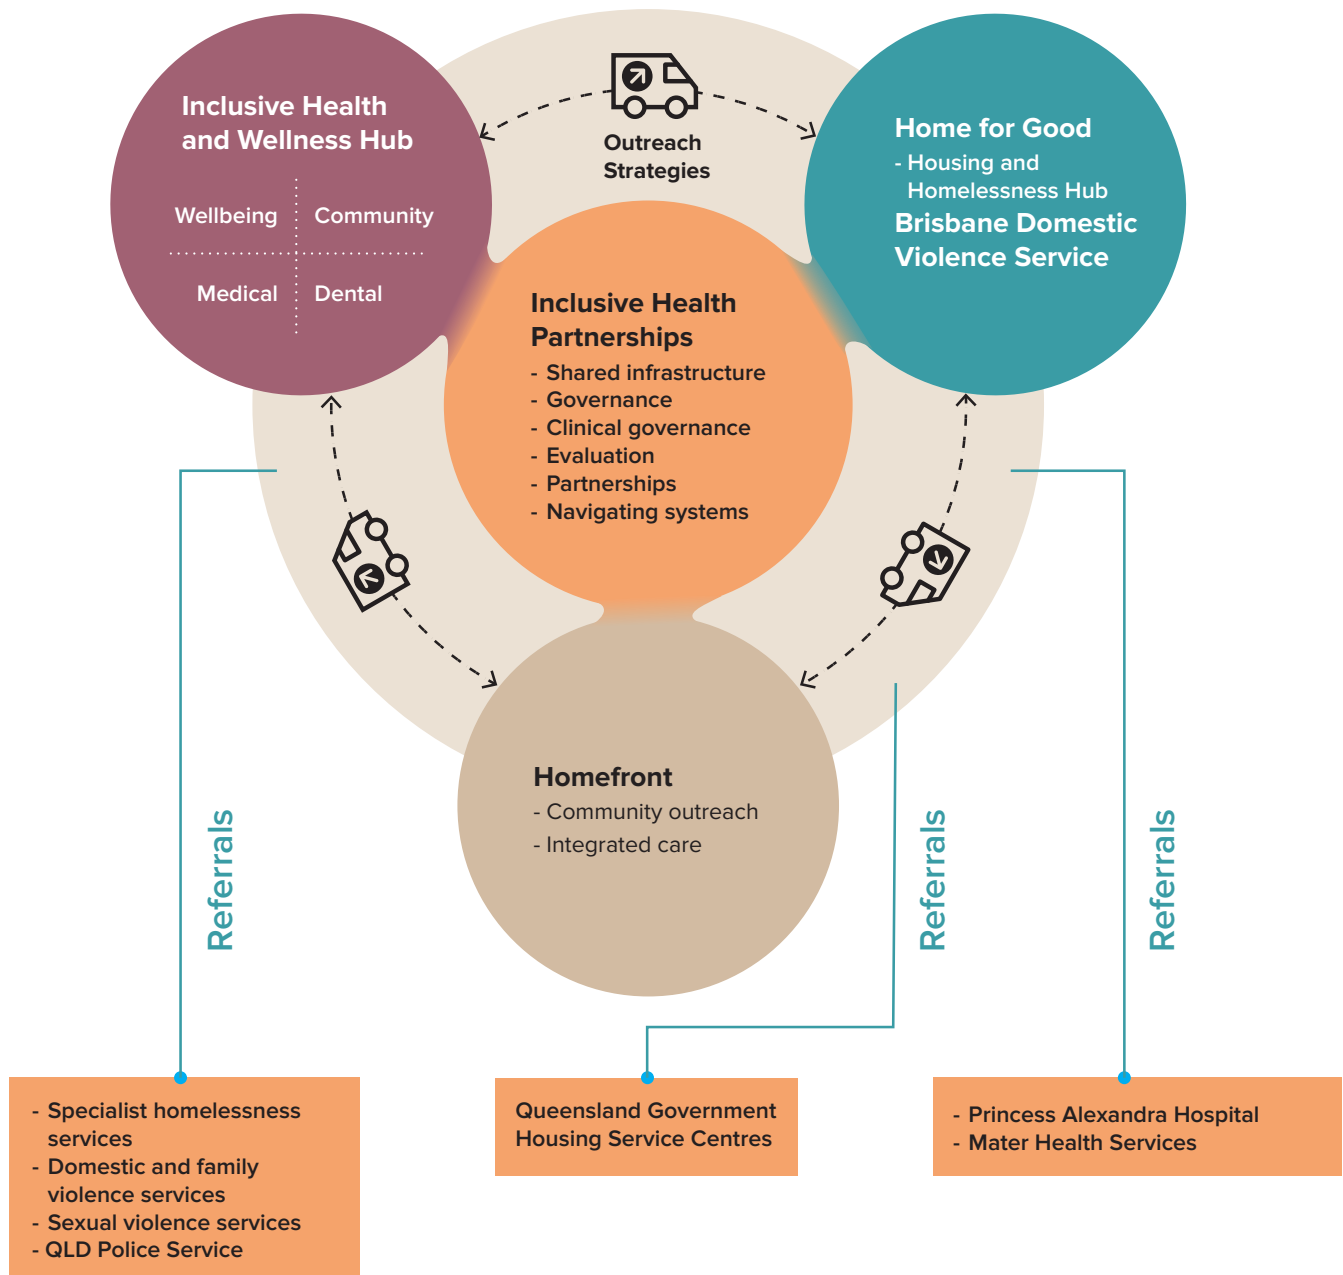 Inclusive Health
and Wellness Hub
Wellbeing
Community
Medical
Dental
Outreach
Strategies
Home for Good
- Housing and
Homelessness Hub
Brisbane Domestic
Violence Service
Inclusive Health
Partnerships
- Shared infrastructure
- Governance
- Clinical governance
- Evaluation
- Partnerships
- Navigating systems
Homefront
- Community outreach
- Integrated care
Referrals
Referrals
Referrals
- Specialist homelessness
services
- Domestic and family
violence services
- Sexual violence services
- QLD Police Service
Queensland Government
Housing Service Centres
- Princess Alexandra Hospital
- Mater Health Services